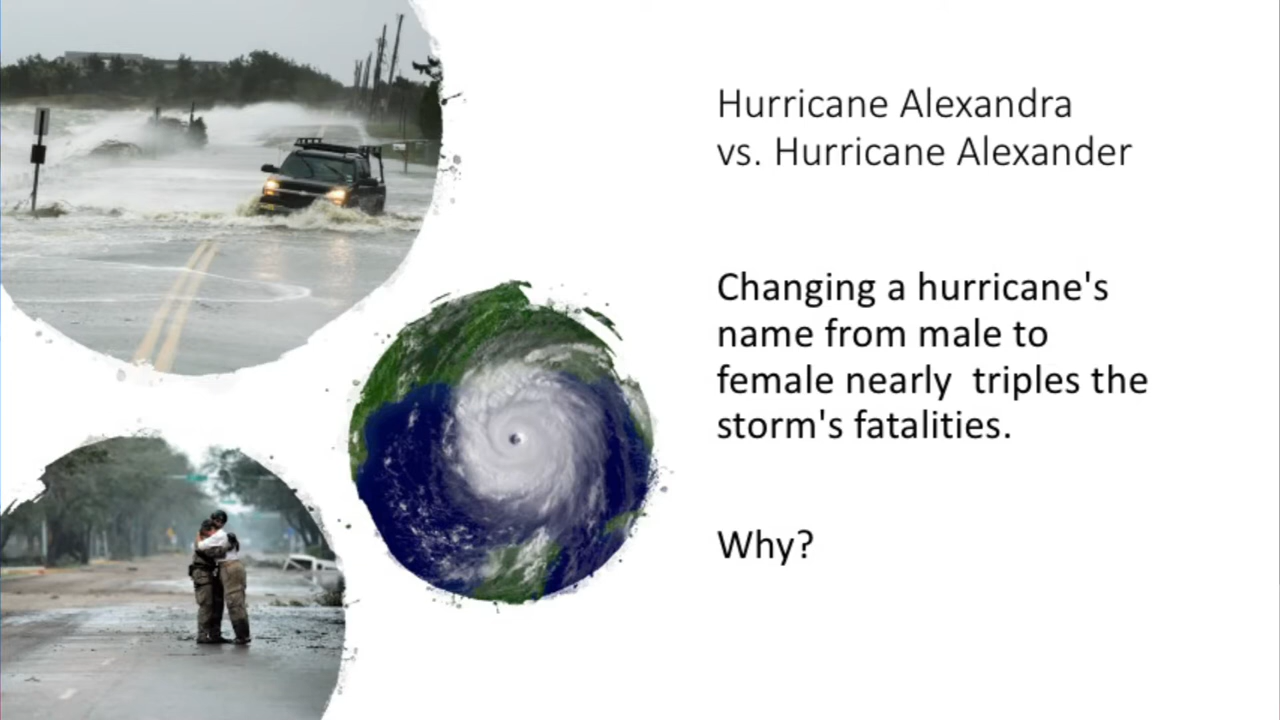 Hurricane Alexandra
vs. Hurricane Alexander
Changing a hurricane's
name from male to
female nearly  triples the
storm's fatalities.
Why?